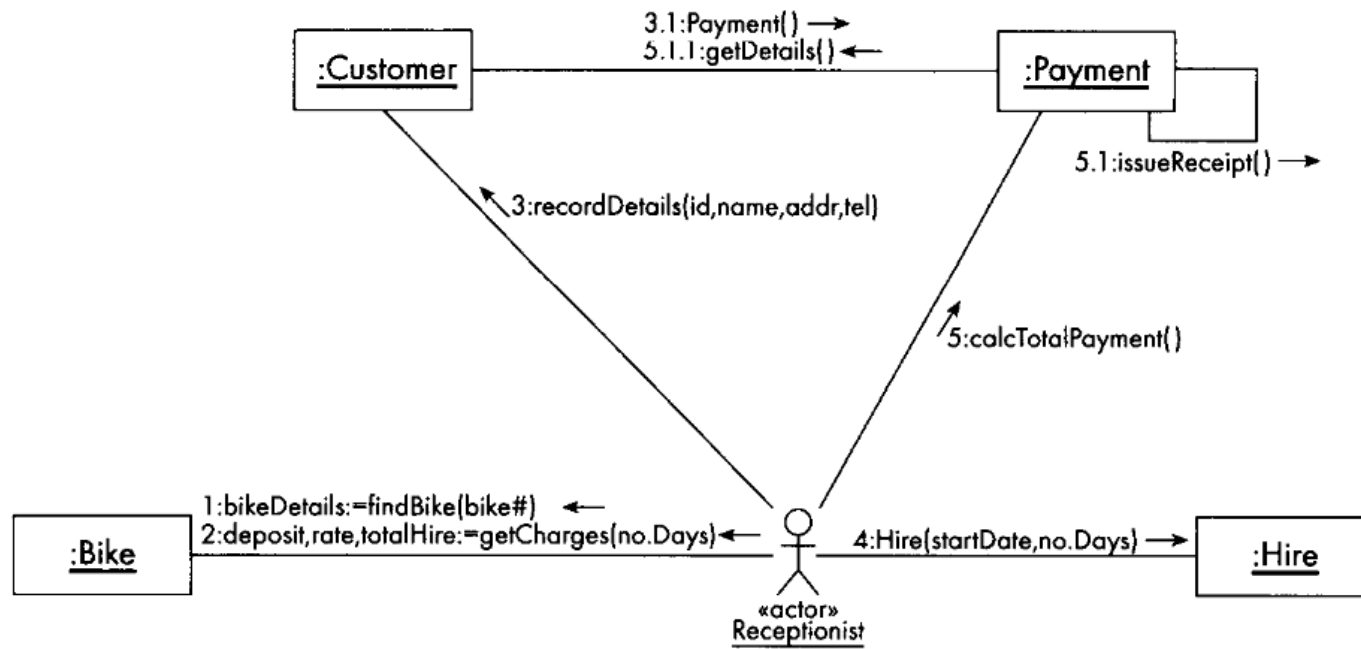 3.1:Payment()
5.1.1:getDetails()
:Customer
:Payment
5.1:issueReceipt()
3:recordDetails(id,name,addr,tel)
5:calcTotalPayment()
1:bikeDetails:=findBike(bike#)
2:deposit,rate,totalHire:=getCharges(no.Days)
4:Hire(startDate,no.Days)
:Bike
:Hire
«actor»
Receptionist